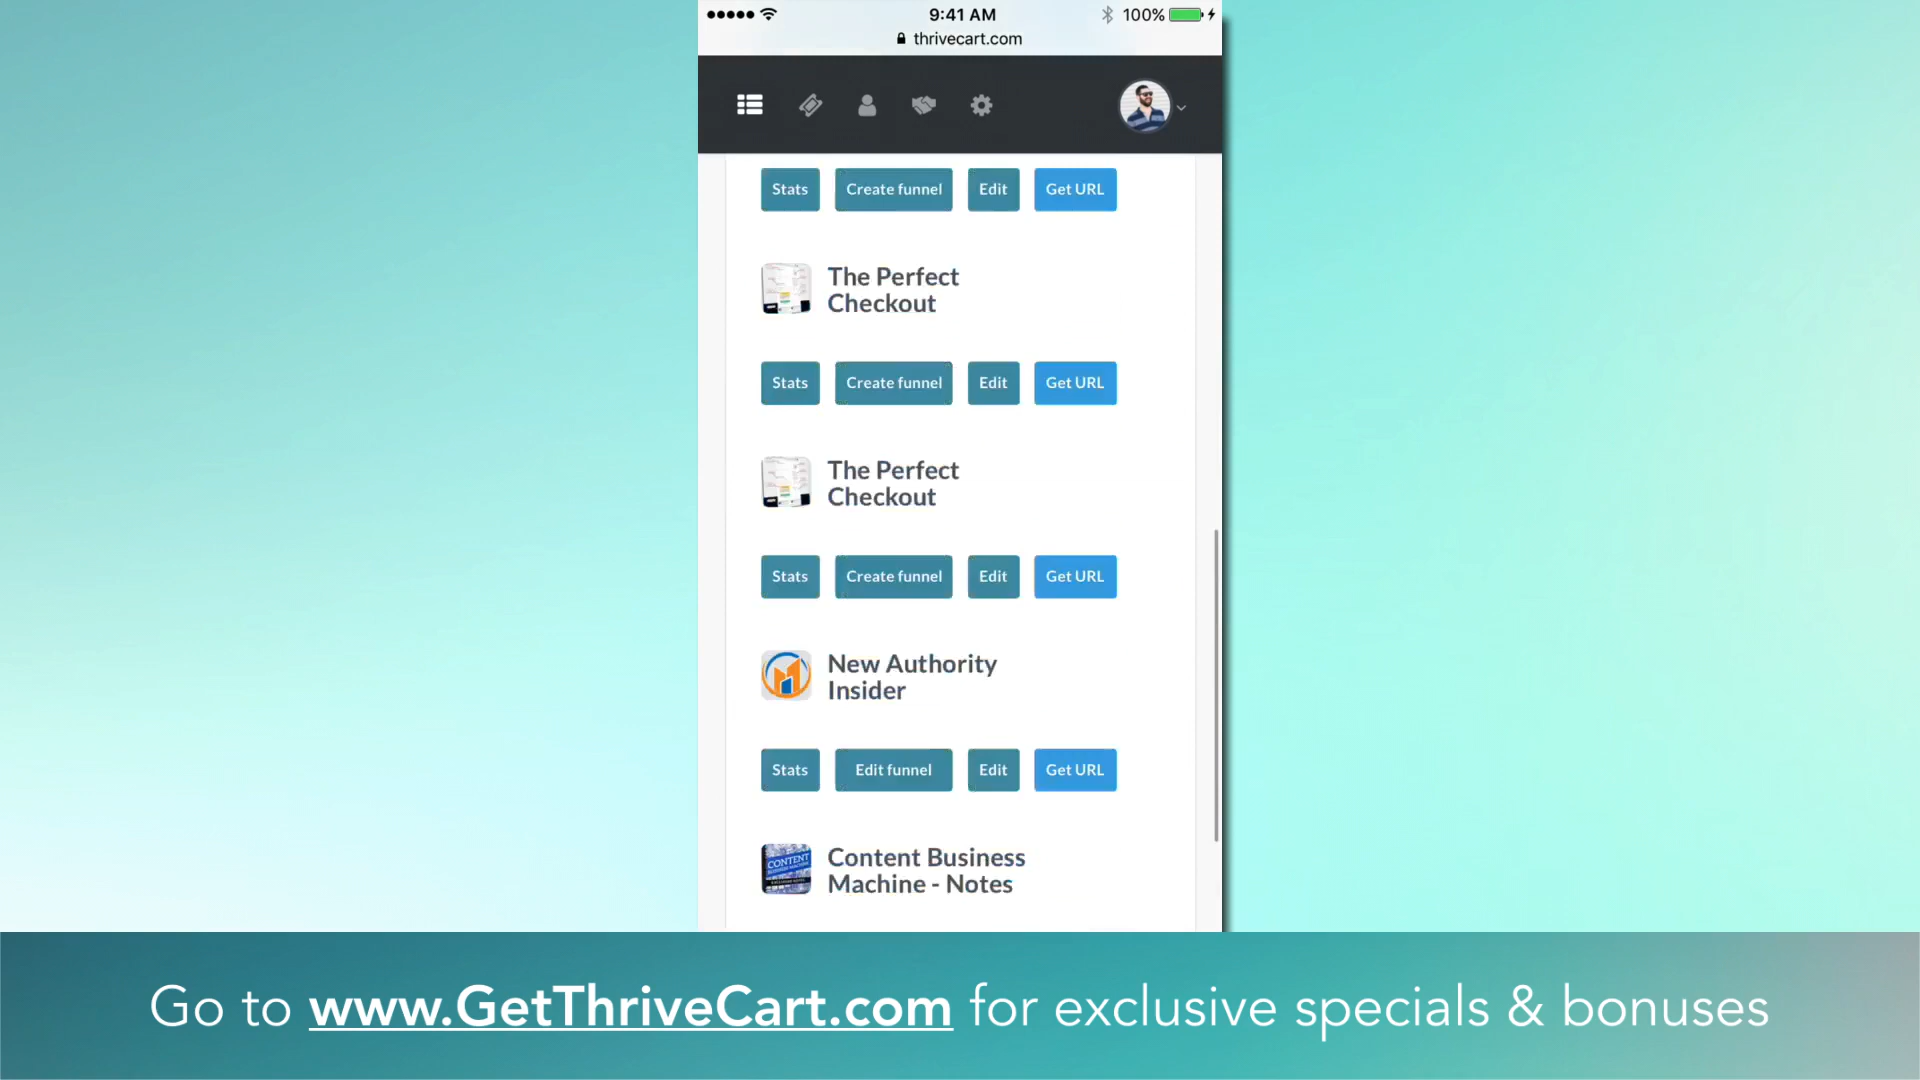 9:41 AM
100%
thrivecart.com
Stats Create funnel Edit Get URL
The Perfect
Checkout
Stats Create funnel Edit Get URL
The Perfect
Checkout
Stats Create funnel Edit Get URL
New Authority
Insider
Stats Edit funnel Edit Get URL
CONTENT
Content Business
Machine - Notes
Go to www.GetThriveCart.com for exclusive specials & bonuses